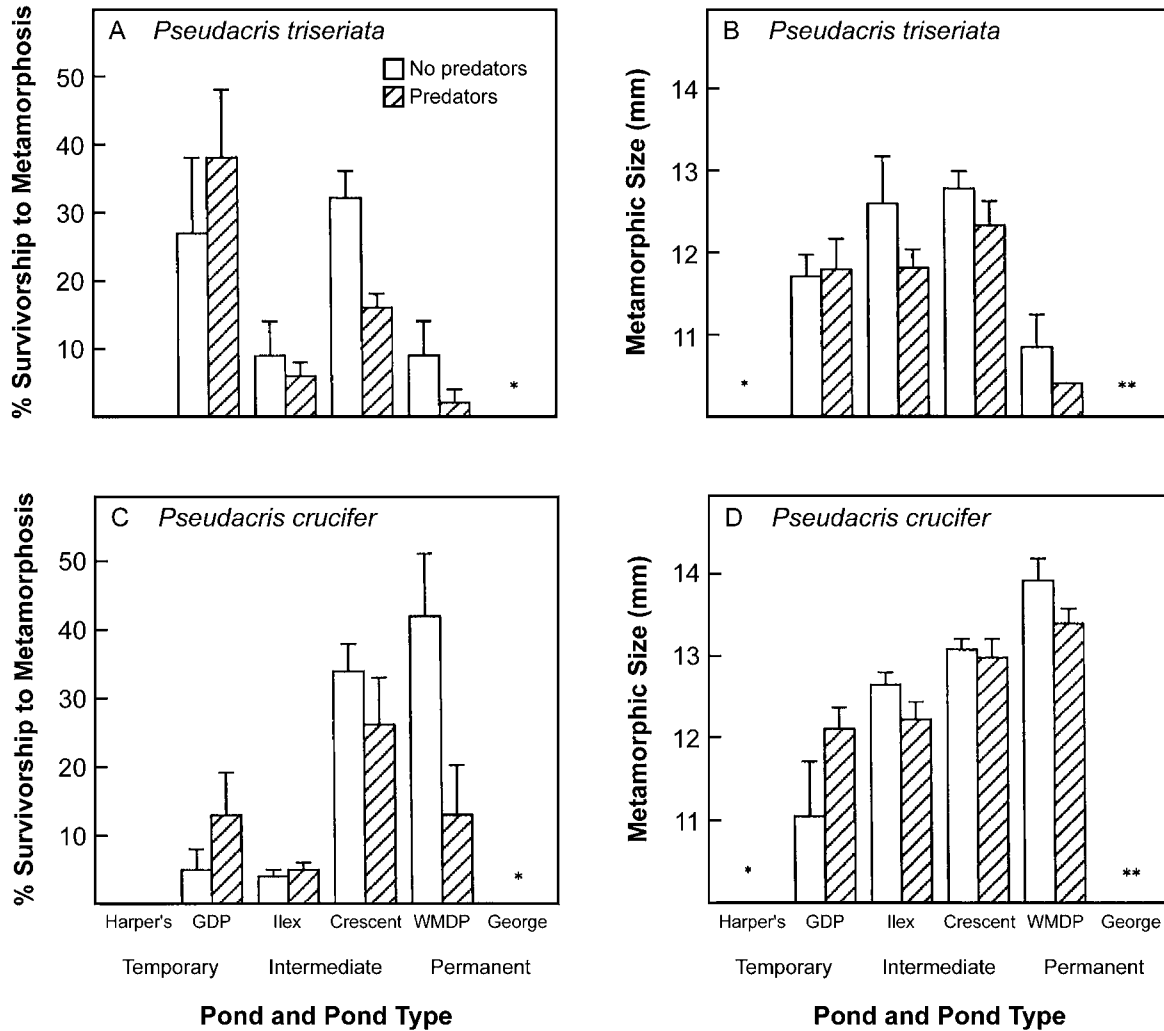 A Pseudacris triseriata
No predators
Predators
% Survivorship to Metamorphosis
50
40
30
20
10
*
B Pseudacris triseriata
Metamorphic Size (mm)
14
13
12
11
*
**
C Pseudacris crucifer
% Survivorship to Metamorphosis
50
40
30
20
10
*
Harper's GDP Ilex Crescent WMDP George
Temporary Intermediate Permanent
Pond and Pond Type
D Pseudacris crucifer
Metamorphic Size (mm)
14
13
12
11
*
**
Harper's GDP Ilex Crescent WMDP George
Temporary Intermediate Permanent
Pond and Pond Type